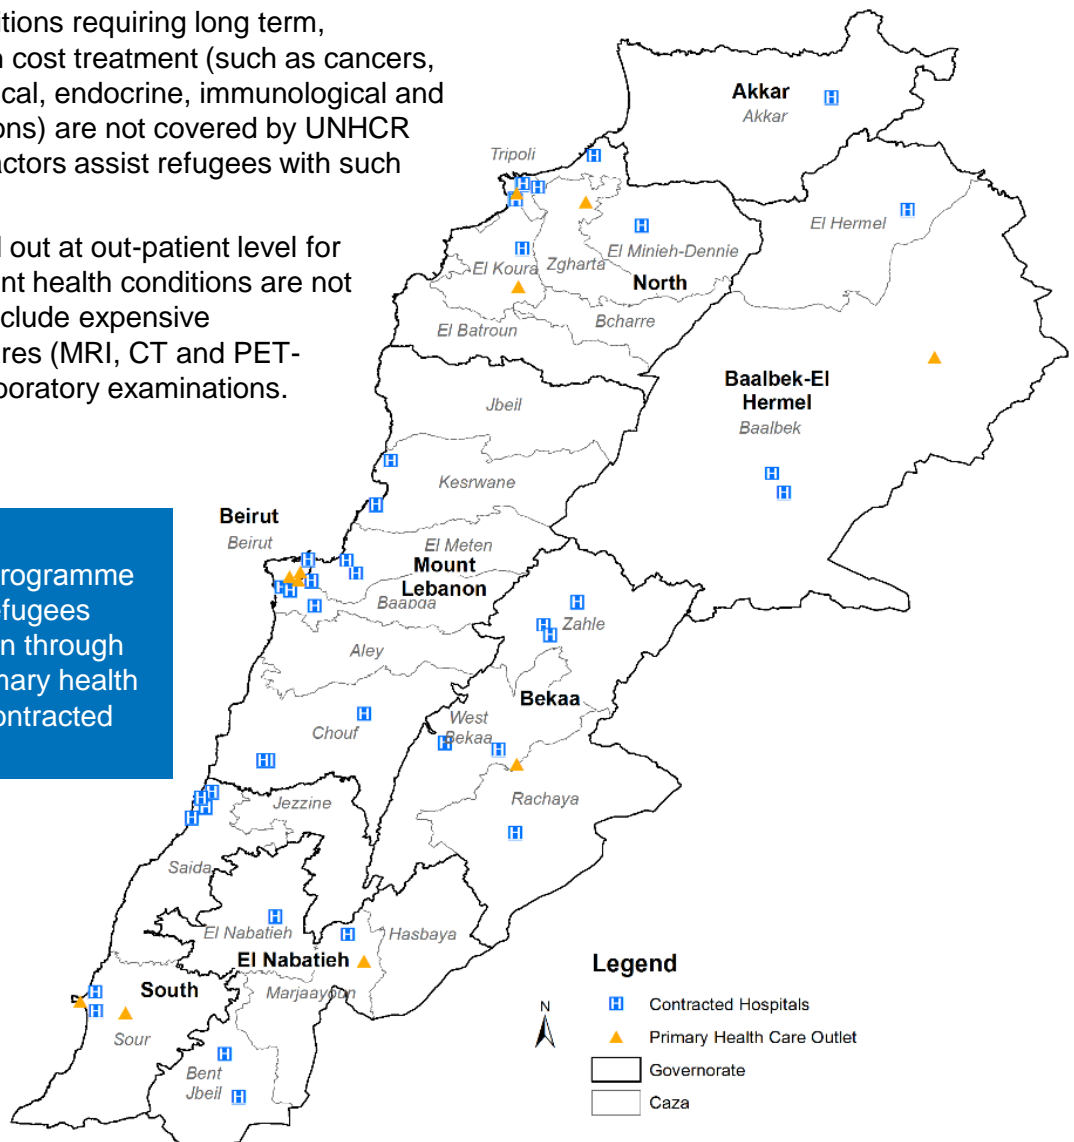 itions requiring long term,
cost treatment (such as cancers,
ical, endocrine, immunological and
ons) are not covered by UNHCR
actors assist refugees with such
out at out-patient level for
nt health conditions are not
clude expensive
res (MRI, CT and PET-
boratory examinations.
rogramme
efugees
n through
mary health
ontracted
Akkar
Akkar
Tripoli
El Hermel
El Minieh-Dennie
Zgharta
El Koura
North
Bcharre
El Batroun
Baalbek-El
Hermel
Baalbek
Jbeil
Kesrwane
Beirut
Beirut
El Meten
Mount
Lebanon
Baabda
Zahle
Aley
Bekaa
West
Bekaa
Chouf
Rachaya
Jezzine
Saida
El Nabatieh
Hasbaya
El Nabatieh
South
Marjaayoun
Sour
Bent
Jbeil
Legend
N
H Contracted Hospitals
Primary Health Care Outlet
Governorate
Caza